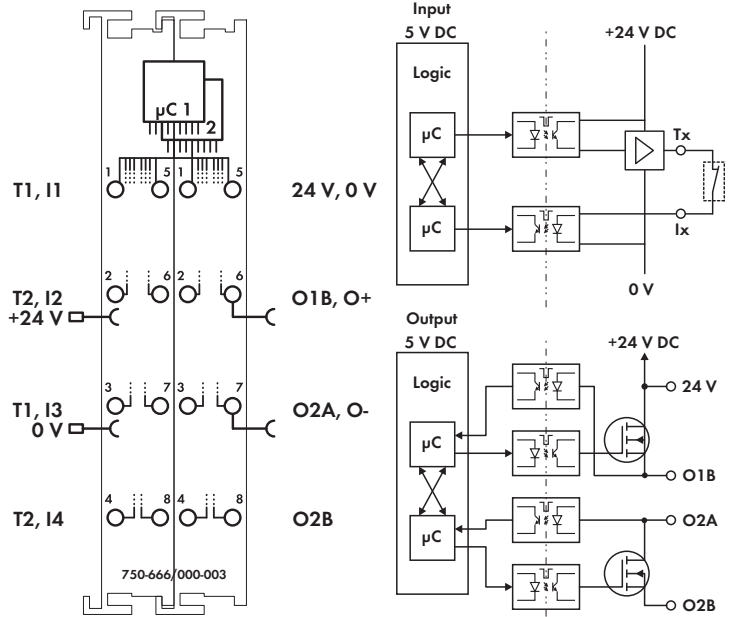 µC 1
2
1 5 1 5
T1, I1
24 V, 0 V
2 6 2 6
T2, I2
+24 V
O1B, O+
3 7 3 7
T1, I3
0 V
O2A, O-
4 8 4 8
T2, I4
O2B
750-666/000-003
Input
5 V DC
+24 V DC
Logic
µC
Tx
µC
Ix
0 V
Output
5 V DC
+24 V DC
Logic
24 V
µC
O1B
O2A
µC
O2B